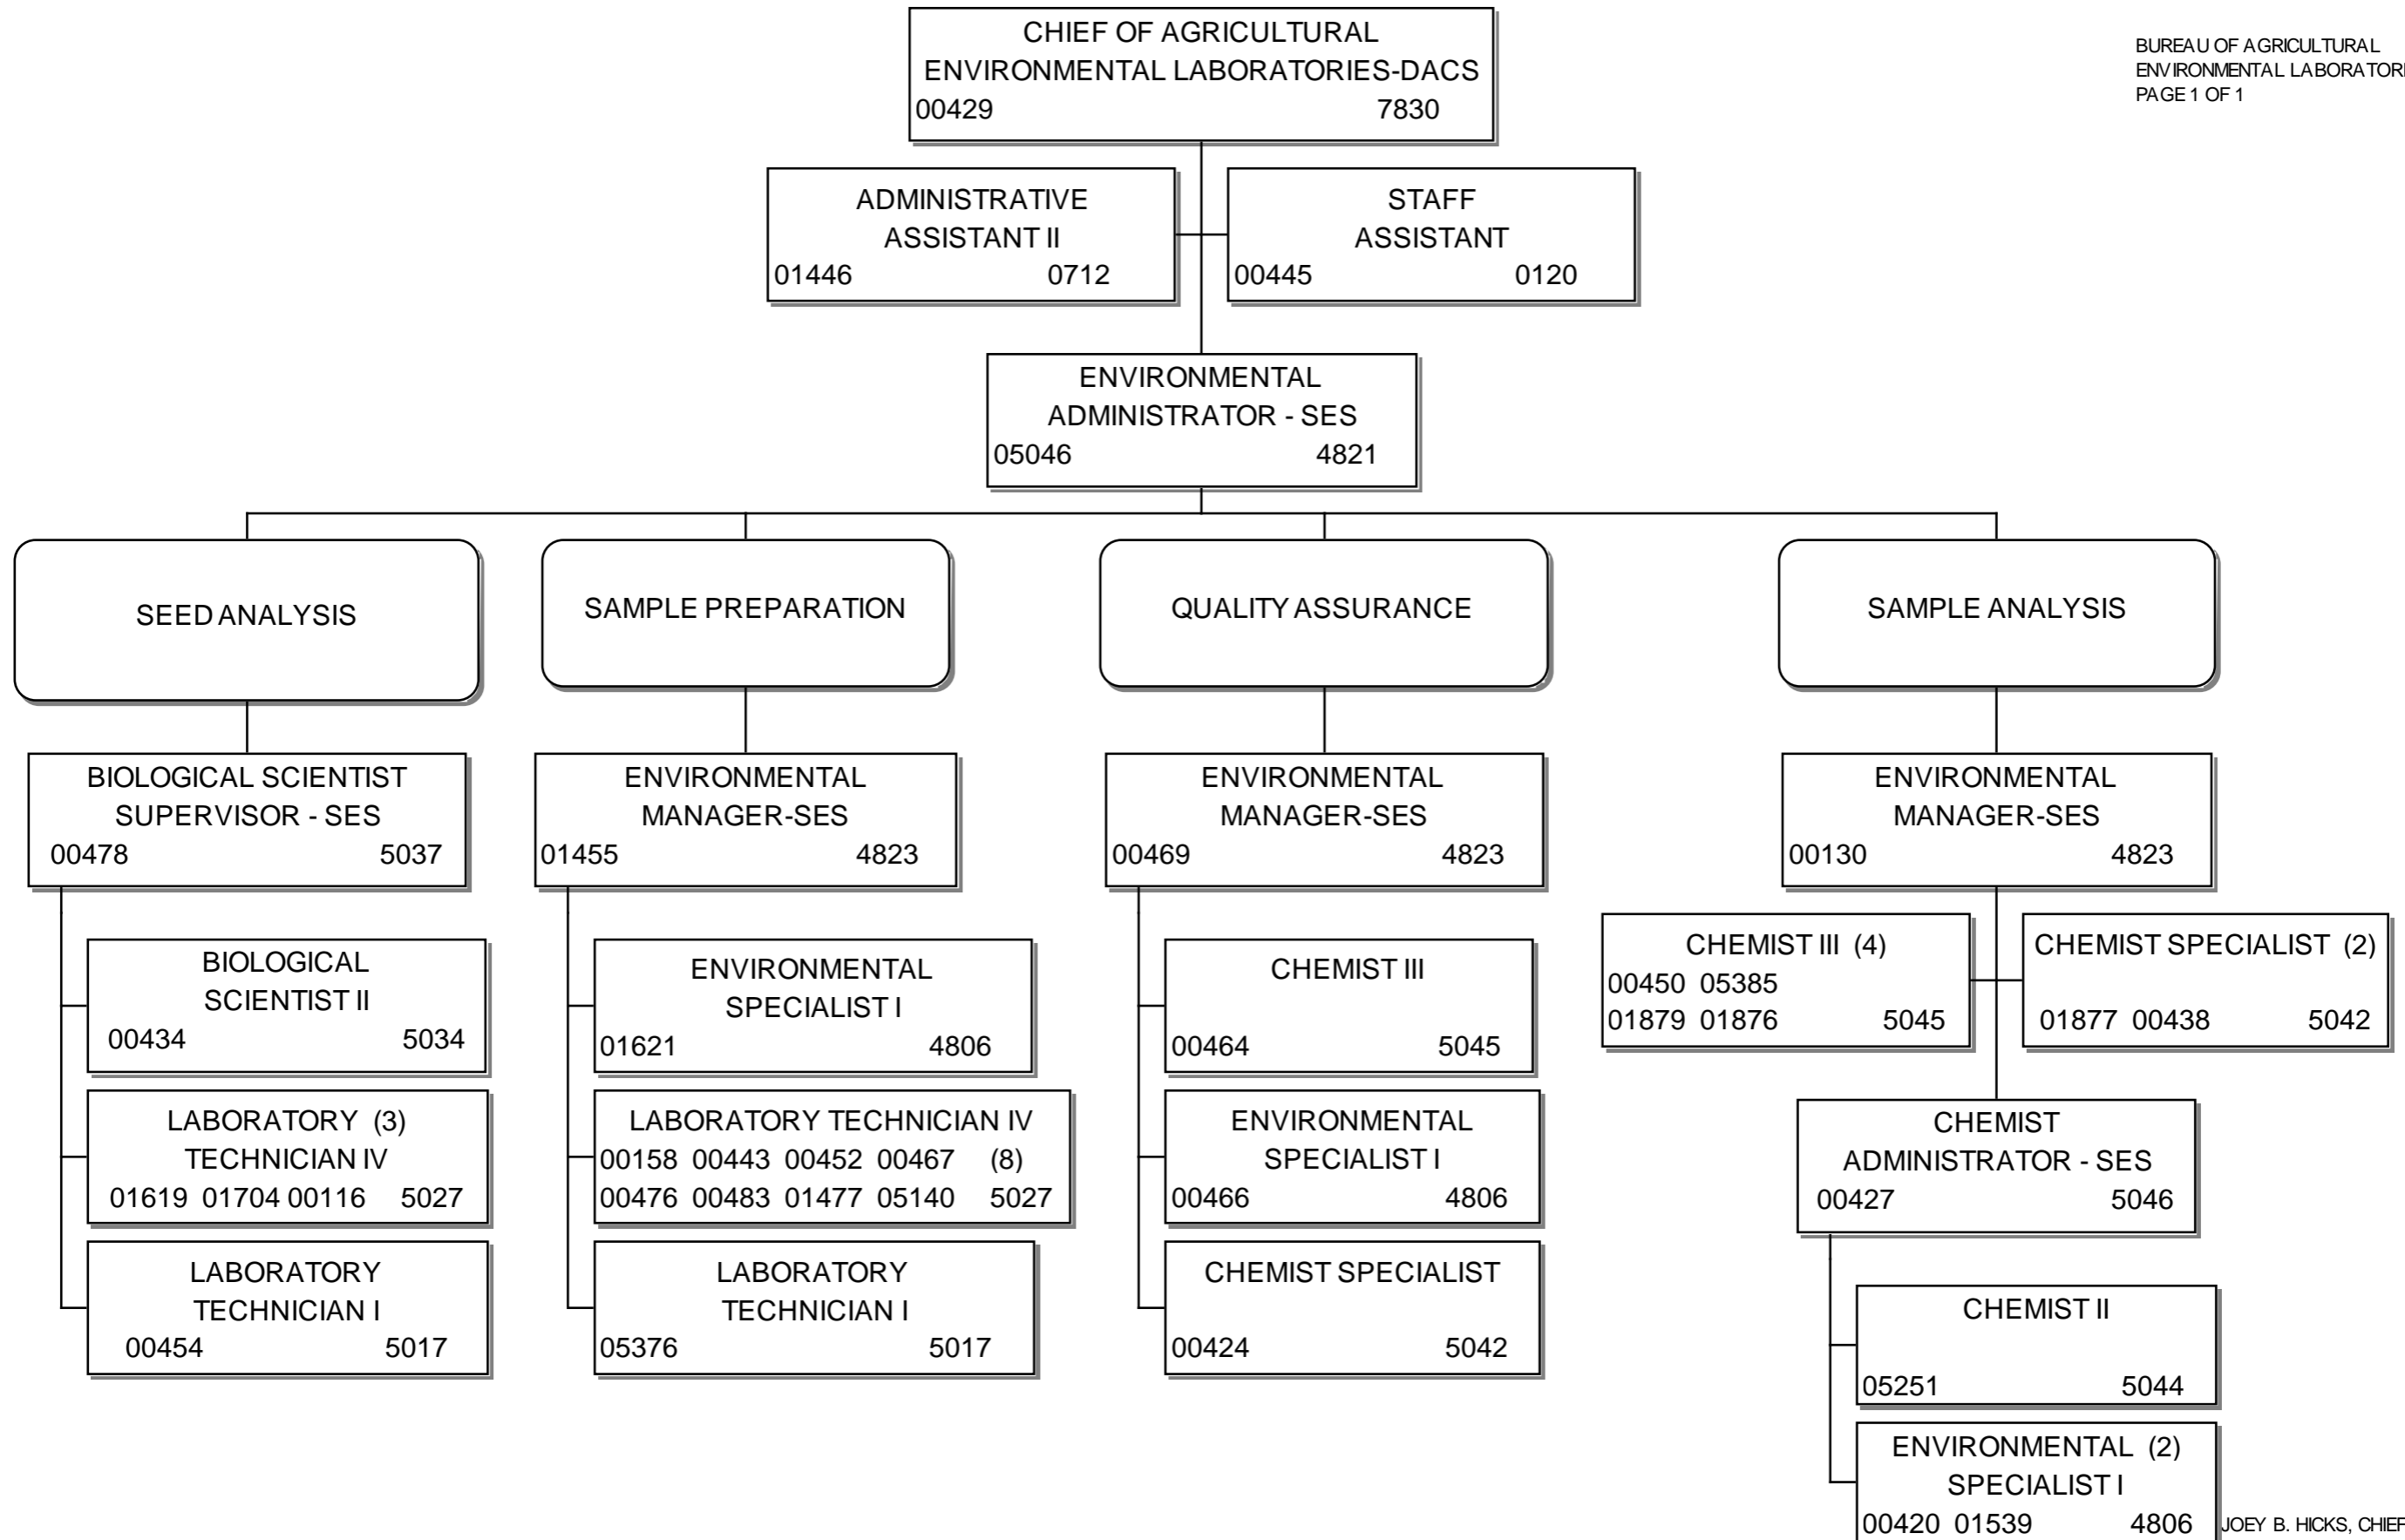 CHIEF OF AGRICULTURAL
ENVIRONMENTAL LABORATORIES-DACS
00429 7830
BUREAU OF AGRICULTURAL
ENVIRONMENTAL LABORATORI
PAGE 1 OF 1
ADMINISTRATIVE
ASSISTANT II
01446 0712
STAFF
ASSISTANT
00445 0120
ENVIRONMENTAL
ADMINISTRATOR - SES
05046 4821
SEED ANALYSIS
SAMPLE PREPARATION
QUALITY ASSURANCE
SAMPLE ANALYSIS
BIOLOGICAL SCIENTIST
SUPERVISOR - SES
00478 5037
BIOLOGICAL
SCIENTIST II
00434 5034
LABORATORY (3)
TECHNICIAN IV
01619 01704 00116 5027
LABORATORY
TECHNICIAN I
00454 5017
ENVIRONMENTAL
MANAGER-SES
01455 4823
ENVIRONMENTAL
SPECIALIST I
01621 4806
LABORATORY TECHNICIAN IV
00158 00443 00452 00467 (8)
00476 00483 01477 05140 5027
LABORATORY
TECHNICIAN I
05376 5017
ENVIRONMENTAL
MANAGER-SES
00469 4823
CHEMIST III
00464 5045
ENVIRONMENTAL
SPECIALIST I
00466 4806
CHEMIST SPECIALIST
00424 5042
ENVIRONMENTAL
MANAGER-SES
00130 4823
CHEMIST III (4)
00450 05385
01879 01876 5045
CHEMIST SPECIALIST (2)
01877 00438 5042
CHEMIST
ADMINISTRATOR - SES
00427 5046
CHEMIST II
05251 5044
ENVIRONMENTAL (2)
SPECIALIST I
00420 01539 4806
JOEY B. HICKS, CHIEF